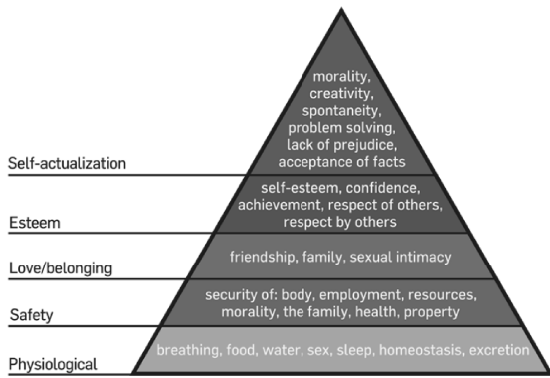 morality,
creativity,
spontaneity,
problem solving,
lack of prejudice,
acceptance of facts
Self-actualization
self-esteem, confidence,
achievement, respect of others,
respect by others
Esteem
friendship, family, sexual intimacy
Love/belonging
security of: body, employment, resources,
morality, the family, health, property
Safety
breathing, food, water, sex, sleep, homeostasis, excretion
Physiological